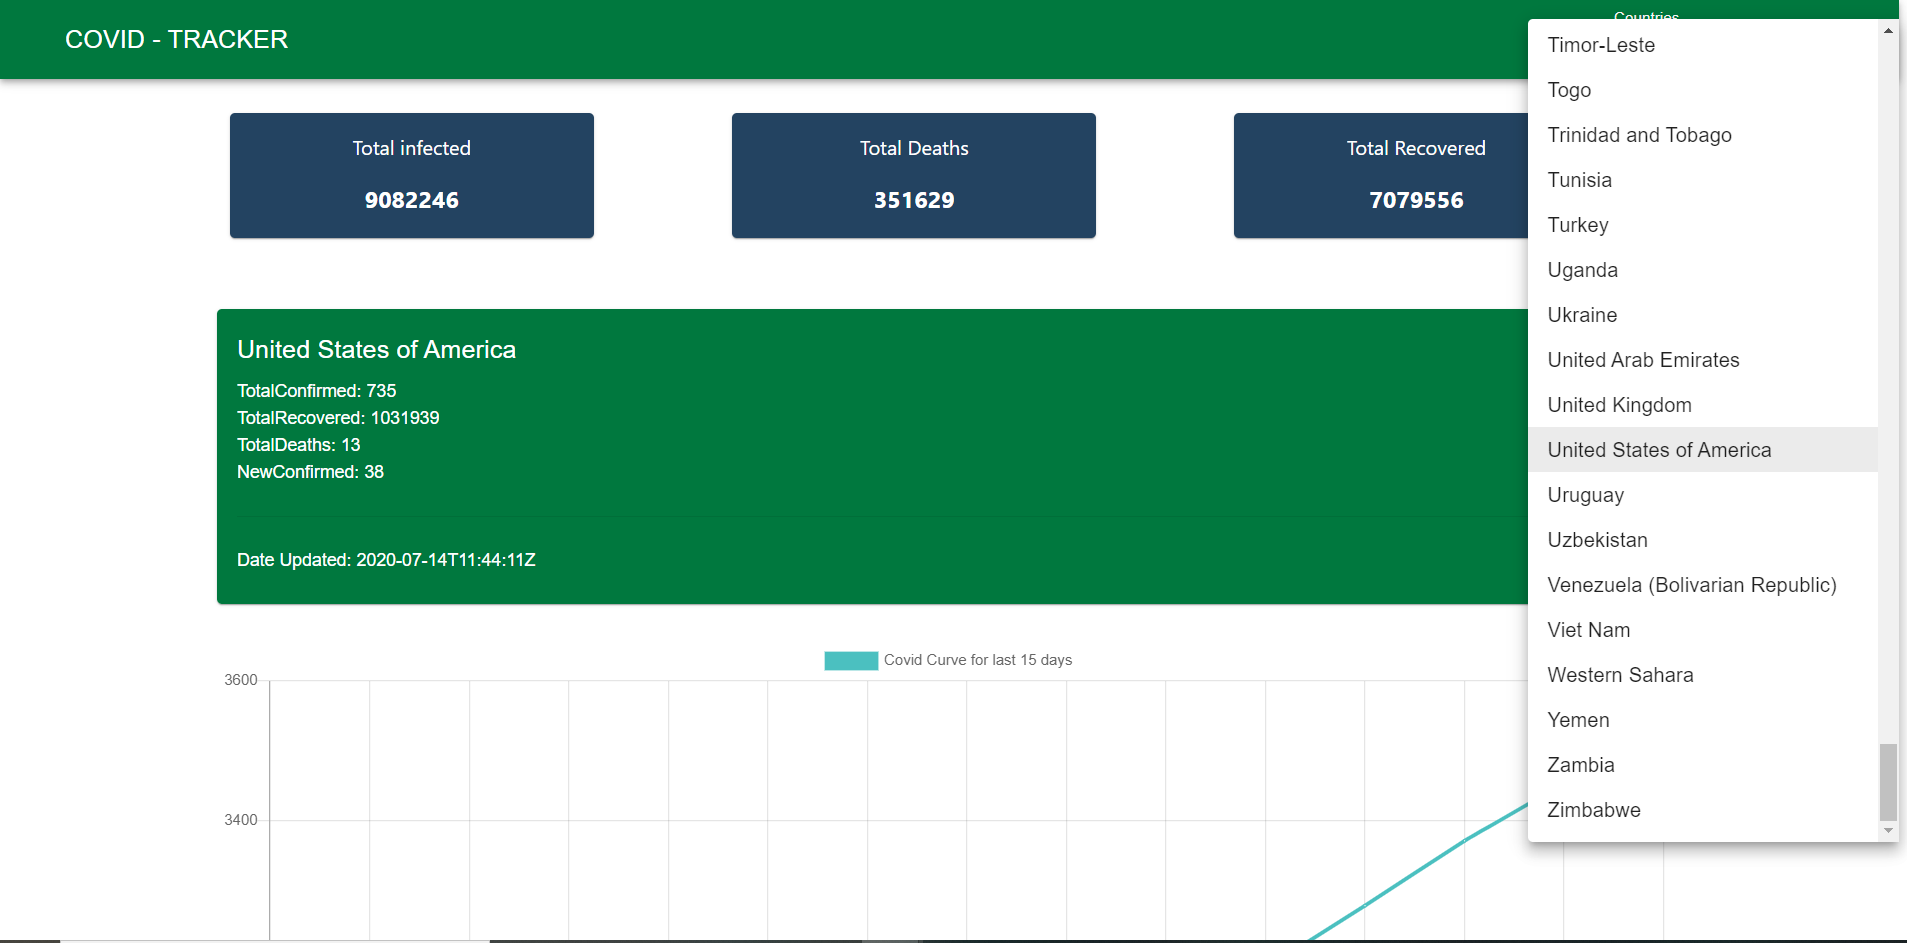 COVID - TRACKER
Countries
Total infected
9082246
Total Deaths
351629
Total Recovered
7079556
United States of America
TotalConfirmed: 735
TotalRecovered: 1031939
TotalDeaths: 13
NewConfirmed: 38
Date Updated: 2020-07-14T11:44:11Z
Covid Curve for last 15 days
3600
3400
Timor-Leste
Togo
Trinidad and Tobago
Tunisia
Turkey
Uganda
Ukraine
United Arab Emirates
United Kingdom
United States of America
Uruguay
Uzbekistan
Venezuela (Bolivarian Republic)
Viet Nam
Western Sahara
Yemen
Zambia
Zimbabwe